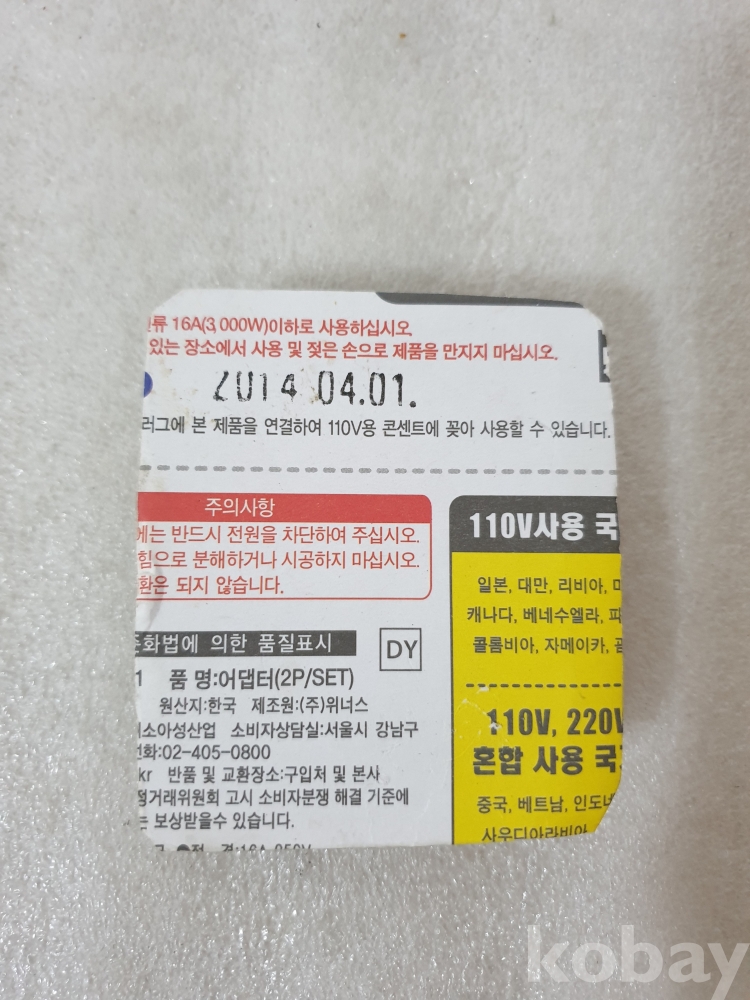 류 16A(3,000W)이하로 사용하십시오.
있는 장소에서 사용 및 젖은 손으로 제품을 만지지 마십시오.
2014 04.01.
러그에 본 제품을 연결하여 110V용 콘센트에 꽂아 사용할 수 있습니다.
주의사항
에는 반드시 전원을 차단하여 주십시오.
힘으로 분해하거나 시공하지 마십시오.
환은 되지 않습니다.
110V사용 국
일본, 대만, 리비아,
캐나다, 베네수엘라, 파
콜롬비아, 자메이카, 괌
화법에 의한 품질표시
DY
1 품 명:어댑터(2P/SET)
원산지:한국 제조원:(주)위너스
소아성산업 소비자상담실:서울시 강남구
전화:02-405-0800
kr 반품 및 교환장소:구입처 및 본사
정거래위원회 고시 소비자분쟁 해결 기준에
는 보상받을수 있습니다.
110V, 220V
혼합 사용 국
중국, 베트남, 인도네
사우디아라비아
kobay